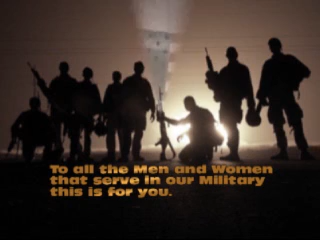 To all the Men and Women
that serve in our Military
this is for you.